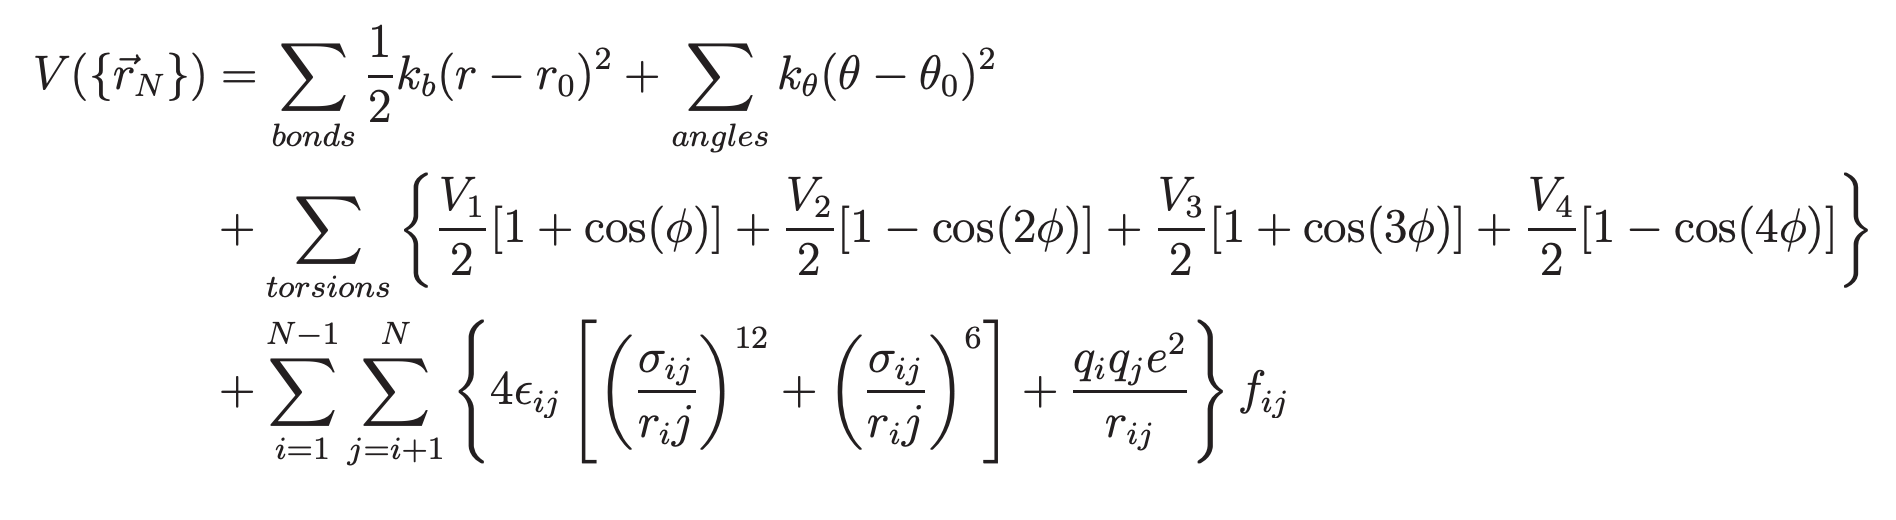 $V(\{\vec{r}_N\}) = \sum_{bonds} \frac{1}{2} k_b (r - r_0)^2 + \sum_{angles} k_\theta (\theta - \theta_0)^2$
$+ \sum_{torsions} \left\{ \frac{V_1}{2} [1 + \cos(\phi)] + \frac{V_2}{2} [1 - \cos(2\phi)] + \frac{V_3}{2} [1 + \cos(3\phi)] + \frac{V_4}{2} [1 - \cos(4\phi)] \right\}$
$+ \sum_{i=1}^{N-1} \sum_{j=i+1}^{N} \left\{ 4\epsilon_{ij} \left[ \left( \frac{\sigma_{ij}}{r_i j} \right)^{12} + \left( \frac{\sigma_{ij}}{r_i j} \right)^{6} \right] + \frac{q_i q_j e^2}{r_{ij}} \right\} f_{ij}$